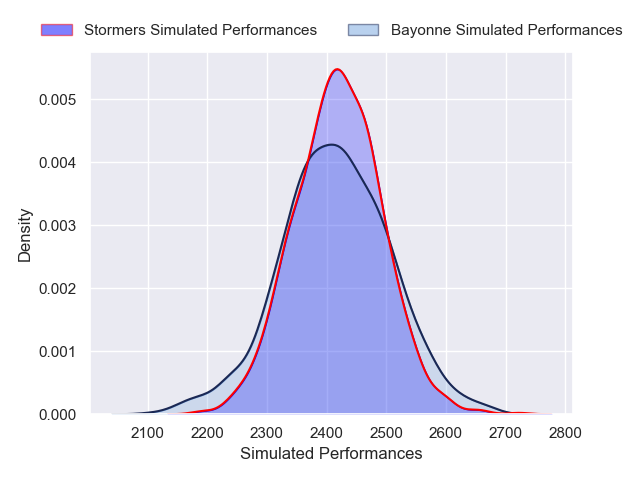 Stormers Simulated Performances Bayonne Simulated Performances
0.005
0.004
0.003
0.002
0.001
0.000
Density
2100 2200 2300 2400 2500 2600 2700 2800
Simulated Performances